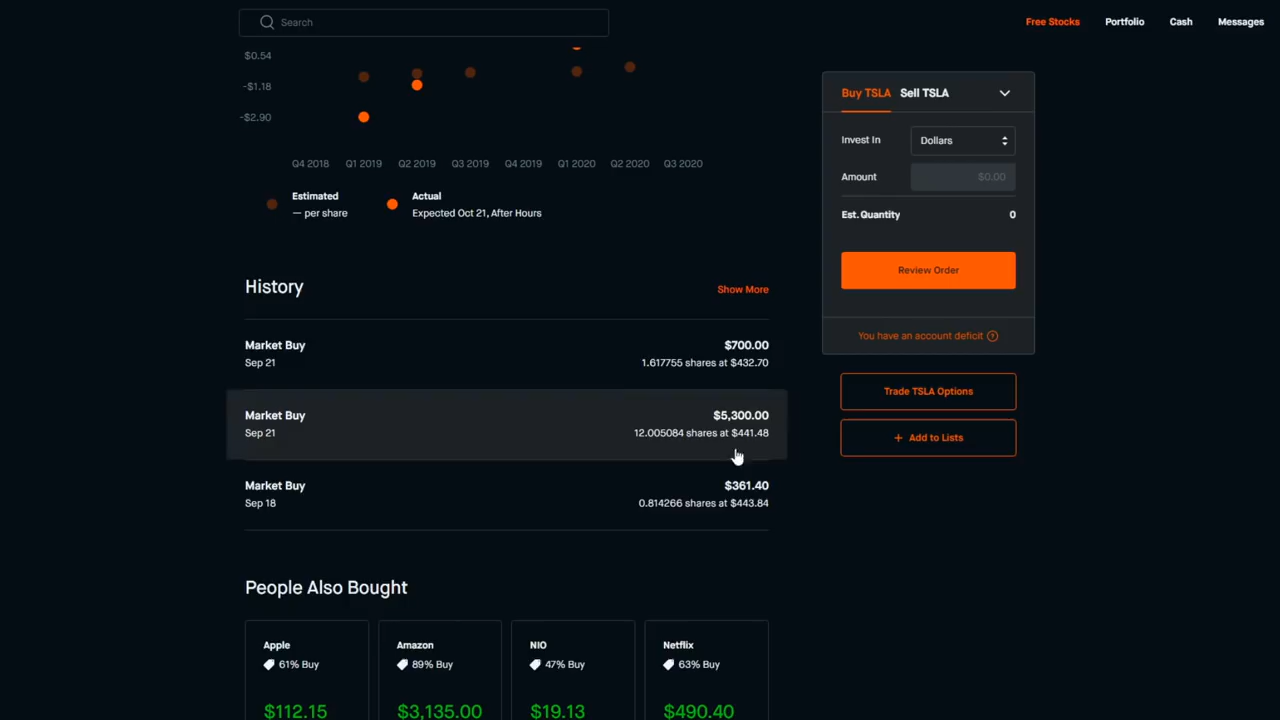 Search
Free Stocks
Portfolio
Cash
Messages
$0.54
-$1.18
-$2.90
Q4 2018 Q1 2019 Q2 2019 Q3 2019 Q4 2019 Q1 2020 Q2 2020 Q3 2020
Estimated
— per share
Actual
Expected Oct 21, After Hours
Buy TSLA Sell TSLA
Invest In Dollars
Amount $0.00
Est. Quantity 0
Review Order
You have an account deficit ?
Trade TSLA Options
+ Add to Lists
History Show More
Market Buy $700.00
Sep 21 1.617755 shares at $432.70
Market Buy $5,300.00
Sep 21 12.005084 shares at $441.48
Market Buy $361.40
Sep 18 0.814266 shares at $443.84
People Also Bought
Apple
61% Buy
$112.15
Amazon
89% Buy
$3,135.00
NIO
47% Buy
$19.13
Netflix
63% Buy
$490.40